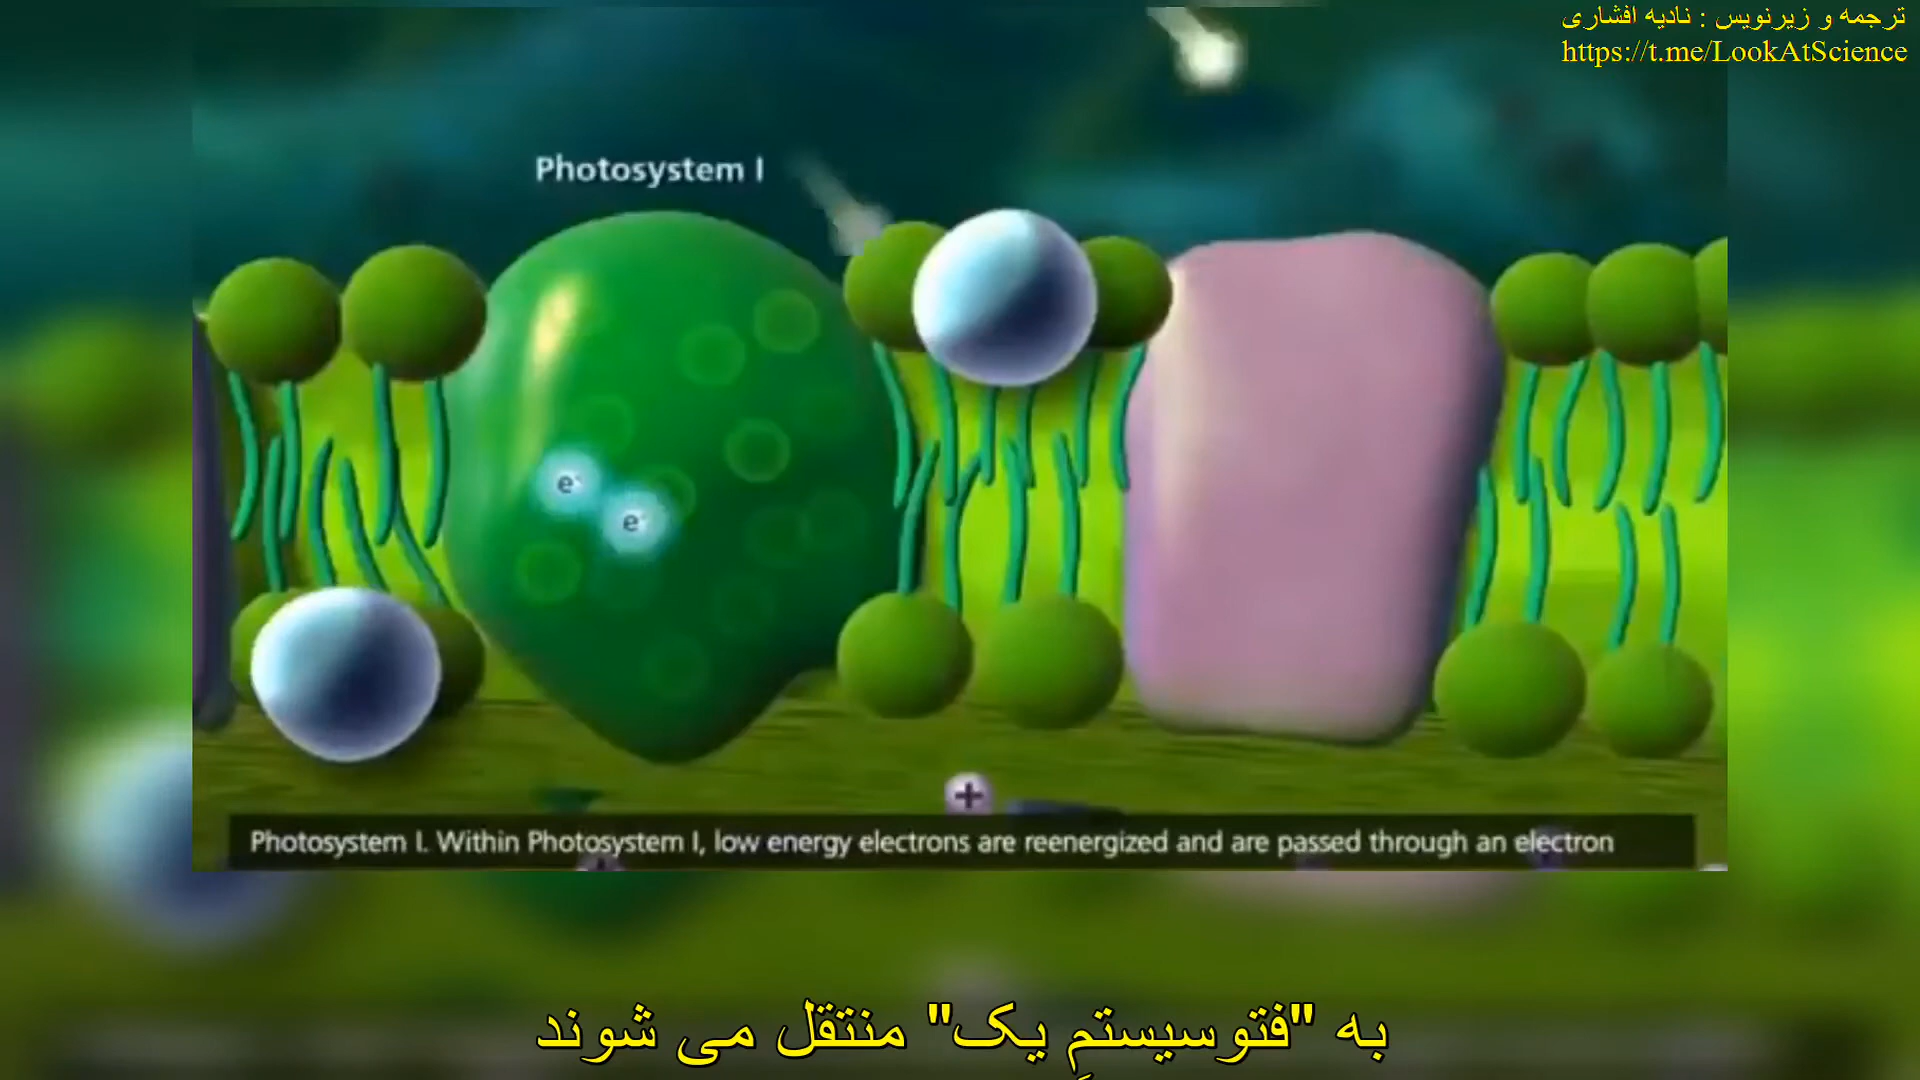 ترجمه و زیرنویس : نادیه افشاری
https://t.me/LookAtScience
Photosystem I
e-
e-
+
Photosystem I. Within Photosystem I, low energy electrons are reenergized and are passed through an electron
به "فتوسیستمِ یک" منتقل می شوند